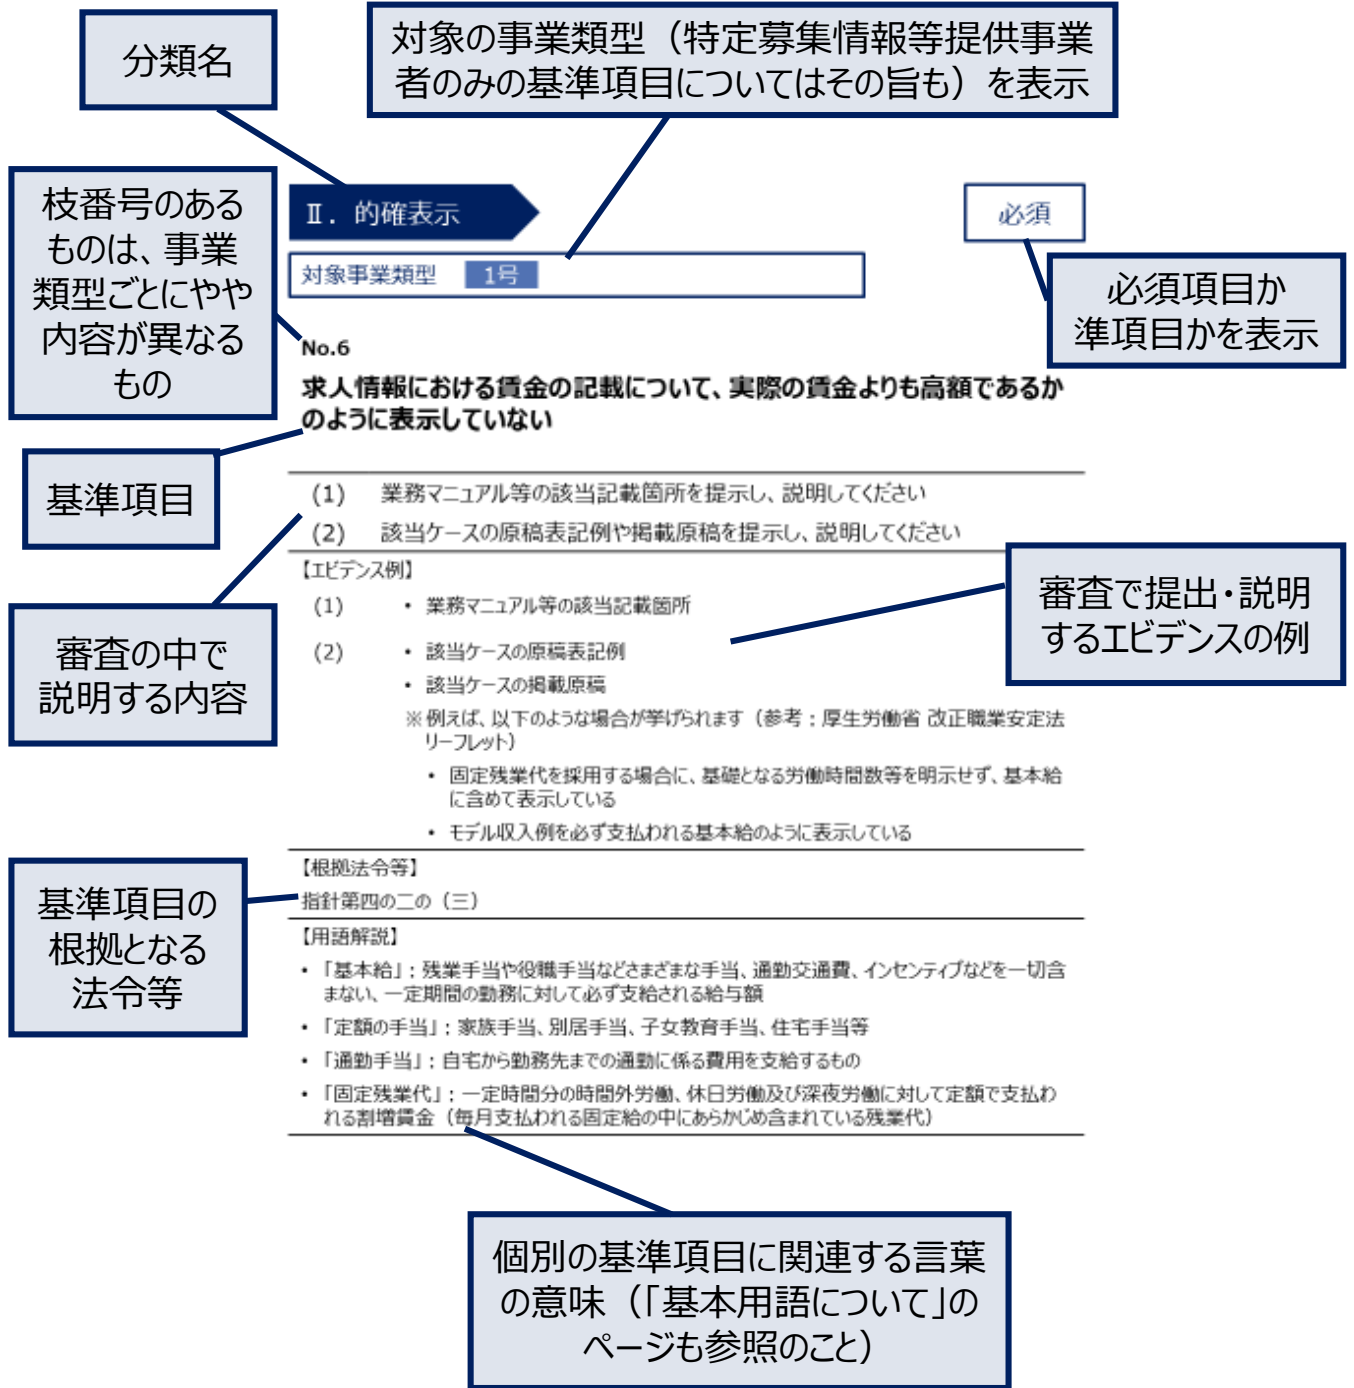 分類名
対象の事業類型（特定募集情報等提供事業
者のみの基準項目についてはその旨も）を表示
枝番号のある
ものは、事業
類型ごとにやや
内容が異なる
もの
Ⅱ．的確表示
必須
対象事業類型 1号
必須項目か
準項目かを表示
No.6
求人情報における賃金の記載について、実際の賃金よりも高額であるか
のように表示していない
基準項目
(1) 業務マニュアル等の該当記載箇所を提示し、説明してください
(2) 該当ケースの原稿表記例や掲載原稿を提示し、説明してください
【エビデンス例】
(1) • 業務マニュアル等の該当記載箇所
(2) • 該当ケースの原稿表記例
• 該当ケースの掲載原稿
※例えば、以下のような場合が挙げられます（参考：厚生労働省 改正職業安定法
リーフレット）
• 固定残業代を採用する場合に、基礎となる労働時間数等を明示せず、基本給
に含めて表示している
• モデル収入例を必ず支払われる基本給のように表示している
審査で提出・説明
するエビデンスの例
審査の中で
説明する内容
【根拠法令等】
指針第四の二の（三）
基準項目の
根拠となる
法令等
【用語解説】
• 「基本給」：残業手当や役職手当などさまざまな手当、通勤交通費、インセンティブなどを一切含
まない、一定期間の勤務に対して必ず支給される給与額
• 「定額の手当」：家族手当、別居手当、子女教育手当、住宅手当等
• 「通勤手当」：自宅から勤務先までの通勤に係る費用を支給するもの
• 「固定残業代」：一定時間分の時間外労働、休日労働及び深夜労働に対して定額で支払わ
れる割増賃金（毎月支払われる固定給の中にあらかじめ含まれている残業代）
個別の基準項目に関連する言葉
の意味（「基本用語について」の
ページも参照のこと）